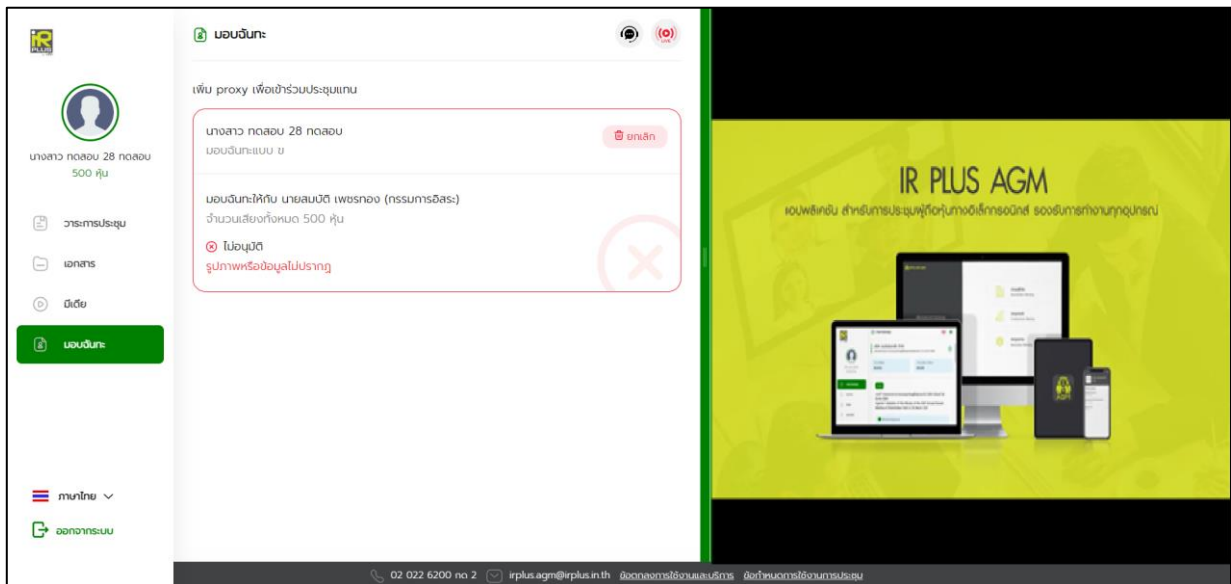 iR
PLUS
นางสาว ทดสอบ 28 ทดสอบ
500 หุ้น
วาระการประชุม
เอกสาร
มีเดีย
มอบฉันทะ
ภาษาไทย
ออกจากระบบ
มอบฉันทะ
LIVE
เพิ่ม proxy เพื่อเข้าร่วมประชุมแทน
นางสาว ทดสอบ 28 ทดสอบ
ยกเลิก
มอบฉันทะแบบ ข
มอบฉันทะให้กับ นายสมบัติ เพชรทอง (กรรมการอิสระ)
จำนวนเสียงทั้งหมด 500 หุ้น
ไม่อนุมัติ
รูปภาพหรือข้อมูลไม่ปรากฏ
IR PLUS AGM
แอปพลิเคชัน สำหรับการประชุมผู้ถือหุ้นทางอิเล็กทรอนิกส์ รองรับการทำงานทุกอุปกรณ์
AGM
02 022 6200 กด 2 irplus.agm@irplus.in.th ข้อตกลงการใช้งานและบริการ ข้อกำหนดการใช้งานการประชุม